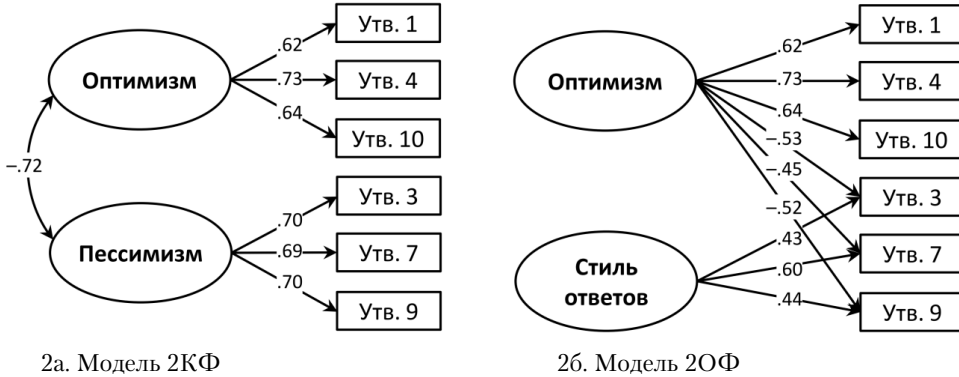 Оптимизм
.62
.73
.64
Утв. 1
Утв. 4
Утв. 10
–.72
Пессимизм
.70
.69
.70
Утв. 3
Утв. 7
Утв. 9
2а. Модель 2КФ
Оптимизм
.62
.73
.64
–.53
–.45
–.52
Утв. 1
Утв. 4
Утв. 10
Стиль
ответов
.43
.60
.44
Утв. 3
Утв. 7
Утв. 9
2б. Модель 2ОФ